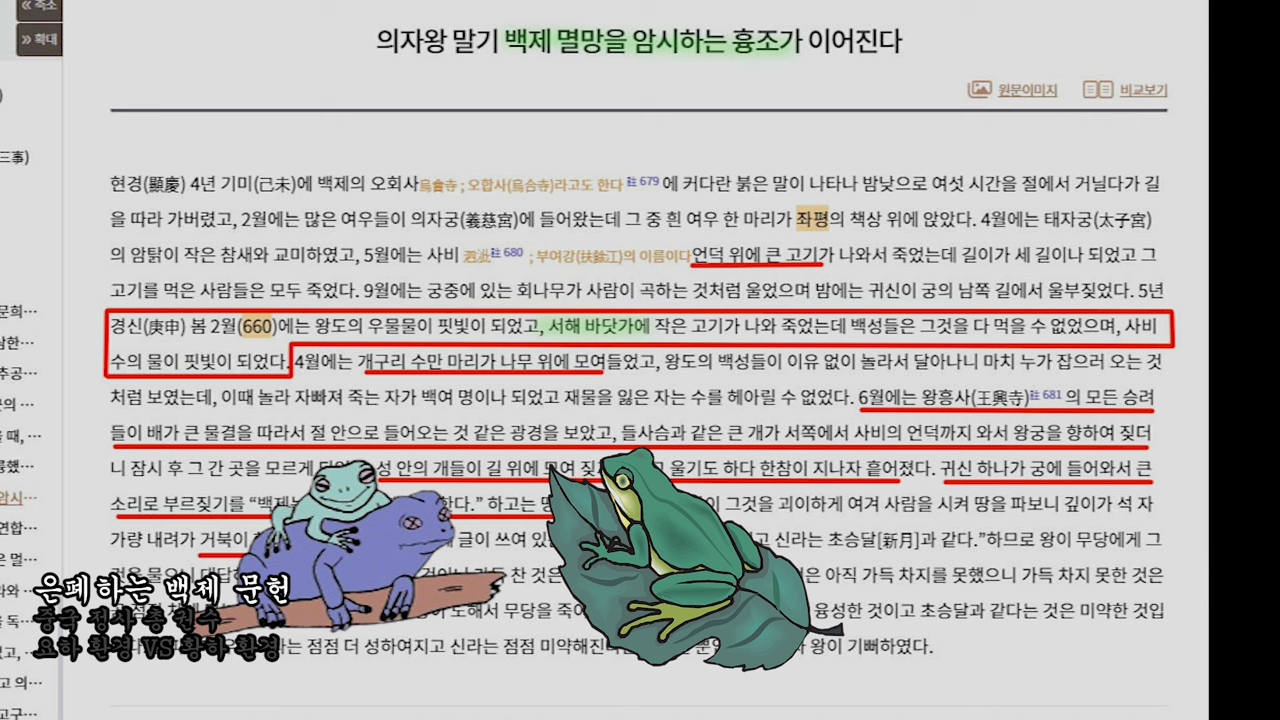 « 축소
» 확대
의자왕 말기 백제 멸망을 암시하는 흉조가 이어진다
원문이미지 비교보기
三事)
현경(顯慶) 4년 기미(己未)에 백제의 오회사烏會寺 ; 오합사(烏合寺)라고도 한다 註 679 에 커다란 붉은 말이 나타나 밤낮으로 여섯 시간을 절에서 거닐다가 길
을 따라 가버렸고, 2월에는 많은 여우들이 의자궁(義慈宮)에 들어왔는데 그 중 흰 여우 한 마리가 좌평의 책상 위에 앉았다. 4월에는 태자궁(太子宮)
의 암탉이 작은 참새와 교미하였고, 5월에는 사비 泗沘註 680 ; 부여강(扶餘江)의 이름이다언덕 위에 큰 고기가 나와서 죽었는데 길이가 세 길이나 되었고 그
고기를 먹은 사람들은 모두 죽었다. 9월에는 궁중에 있는 회나무가 사람이 곡하는 것처럼 울었으며 밤에는 귀신이 궁의 남쪽 길에서 울부짖었다. 5년
문희···
경신(庚申) 봄 2월(660)에는 왕도의 우물물이 핏빛이 되었고, 서해 바닷가에 작은 고기가 나와 죽었는데 백성들은 그것을 다 먹을 수 없었으며, 사비
남한···
수의 물이 핏빛이 되었다. 4월에는 개구리 수만 마리가 나무 위에 모여들었고, 왕도의 백성들이 이유 없이 놀라서 달아나니 마치 누가 잡으러 오는 것
추공···
처럼 보였는데, 이때 놀라 자빠져 죽는 자가 백여 명이나 되었고 재물을 잃은 자는 수를 헤아릴 수 없었다. 6월에는 왕흥사(王興寺)註 681 의 모든 승려
들이 배가 큰 물결을 따라서 절 안으로 들어오는 것 같은 광경을 보았고, 들사슴과 같은 큰 개가 서쪽에서 사비의 언덕까지 와서 왕궁을 향하여 짖더
니 잠시 후 그 간 곳을 모르게 성 안의 개들이 길 위에 모여 울기도 하다 한참이 지나자 흩어졌다. 귀신 하나가 궁에 들어와서 큰
소리로 부르짖기를 한다.” 하고는 그것을 괴이하게 여겨 사람을 시켜 땅을 파보니 깊이가 석 자
가량 내려가 거북이 글이 쓰여 신라는 초승달[新月]과 같다.”하므로 왕이 무당에게 그
찬 것은 아직 가득 차지를 못했으니 가득 차지 못한 것은
해서 무당을 융성한 것이고 초승달과 같다는 것은 미약한 것입
점점 더 성하여지고 신라는 점점 왕이 기뻐하였다.
은폐하는 백제 문헌
중국 정사 총 권수
요하 환경 VS 황하 환경
고 의···
고구···